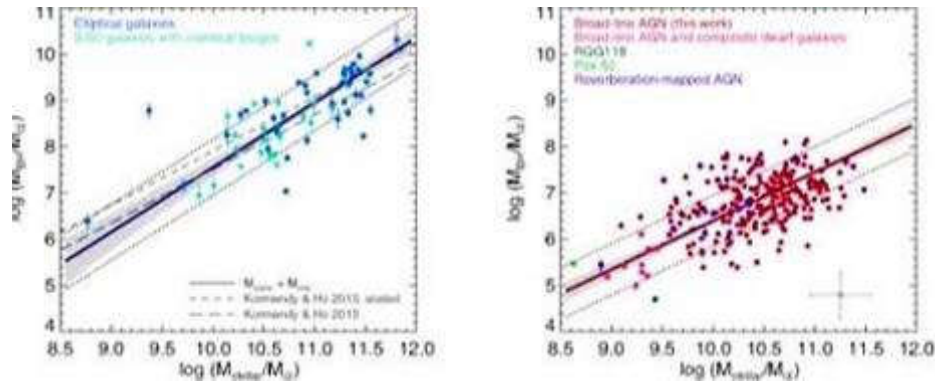 Elliptical galaxies
S/S0 galaxies with classical bulges
log (M_BH/M_⊙)
11
10
9
8
7
6
5
4
Kormendy & Ho 2013 scaled
Kormendy & Ho 2013
8.5 9.0 9.5 10.0 10.5 11.0 11.5 12.0
log (M_stellar/M_⊙)
Broad-line AGN (this work)
Broad-line AGN and composite dwarf galaxies
RGG118
Pox 52
Reverberation-mapped AGN
log (M_BH/M_⊙)
11
10
9
8
7
6
5
4
8.5 9.0 9.5 10.0 10.5 11.0 11.5 12.0
log (M_stellar/M_⊙)